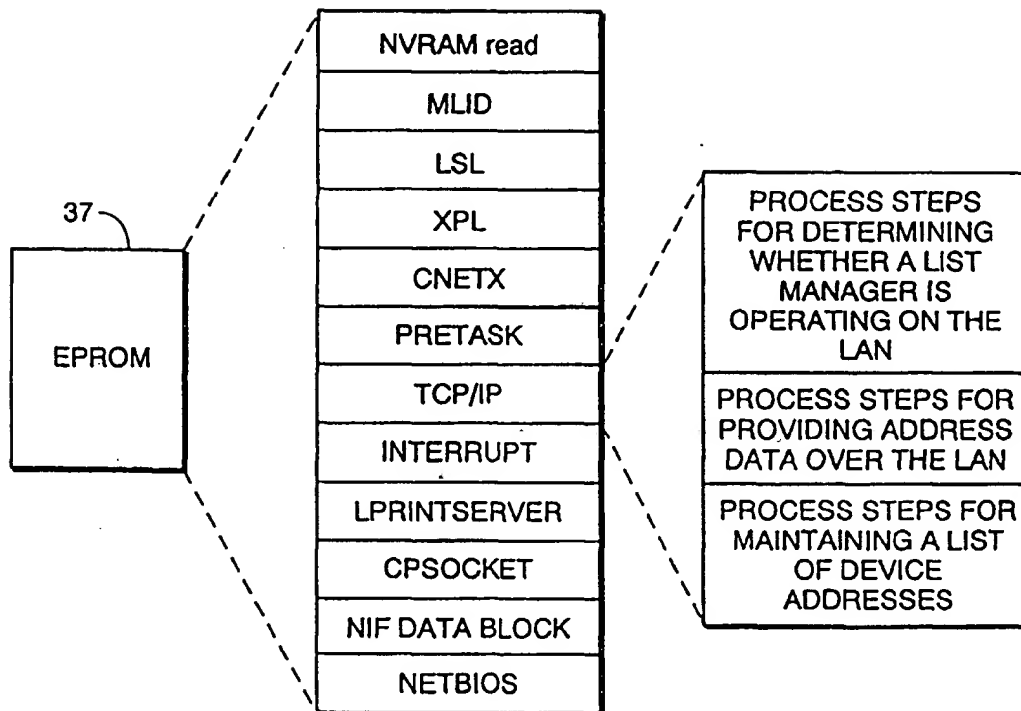 37
EPROM
NVRAM read
MLID
LSL
XPL
CNETX
PRETASK
TCP/IP
INTERRUPT
LPRINTSERVER
CPSOCKET
NIF DATA BLOCK
NETBIOS
PROCESS STEPS
FOR DETERMINING
WHETHER A LIST
MANAGER IS
OPERATING ON THE
LAN
PROCESS STEPS FOR
PROVIDING ADDRESS
DATA OVER THE LAN
PROCESS STEPS FOR
MAINTAINING A LIST
OF DEVICE
ADDRESSES